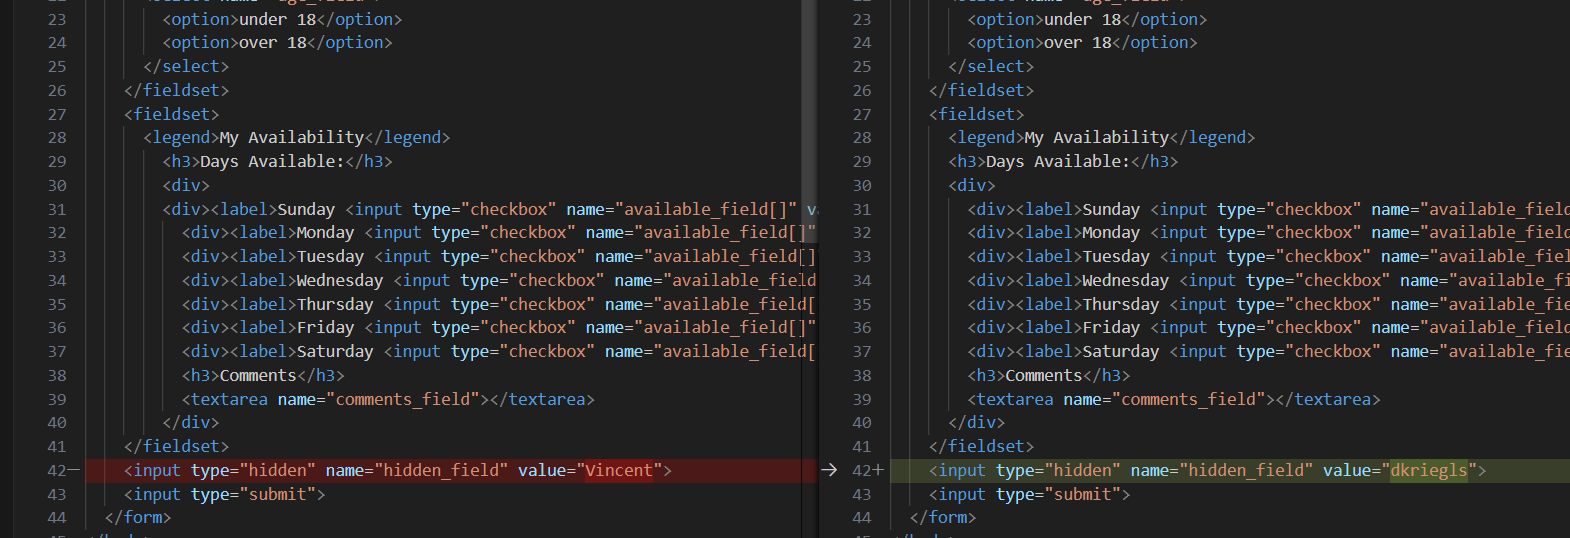 23 <option>under 18</option>
24 <option>over 18</option>
25 </select>
26 </fieldset>
27 <fieldset>
28 <legend>My Availability</legend>
29 <h3>Days Available:</h3>
30 <div>
31 <div><label>Sunday <input type="checkbox" name="available_field[]"
32 <div><label>Monday <input type="checkbox" name="available_field[]"
33 <div><label>Tuesday <input type="checkbox" name="available_field[]
34 <div><label>Wednesday <input type="checkbox" name="available_field
35 <div><label>Thursday <input type="checkbox" name="available_field[
36 <div><label>Friday <input type="checkbox" name="available_field[]"
37 <div><label>Saturday <input type="checkbox" name="available_field[
38 <h3>Comments</h3>
39 <textarea name="comments_field"></textarea>
40 </div>
41 </fieldset>
42— <input type="hidden" name="hidden_field" value="Vincent">
43 <input type="submit">
44 </form>
23 <option>under 18</option>
24 <option>over 18</option>
25 </select>
26 </fieldset>
27 <fieldset>
28 <legend>My Availability</legend>
29 <h3>Days Available:</h3>
30 <div>
31 <div><label>Sunday <input type="checkbox" name="available_field
32 <div><label>Monday <input type="checkbox" name="available_field
33 <div><label>Tuesday <input type="checkbox" name="available_fiel
34 <div><label>Wednesday <input type="checkbox" name="available_fi
35 <div><label>Thursday <input type="checkbox" name="available_fie
36 <div><label>Friday <input type="checkbox" name="available_field
37 <div><label>Saturday <input type="checkbox" name="available_fie
38 <h3>Comments</h3>
39 <textarea name="comments_field"></textarea>
40 </div>
41 </fieldset>
→ 42+ <input type="hidden" name="hidden_field" value="dkriegls">
43 <input type="submit">
44 </form>